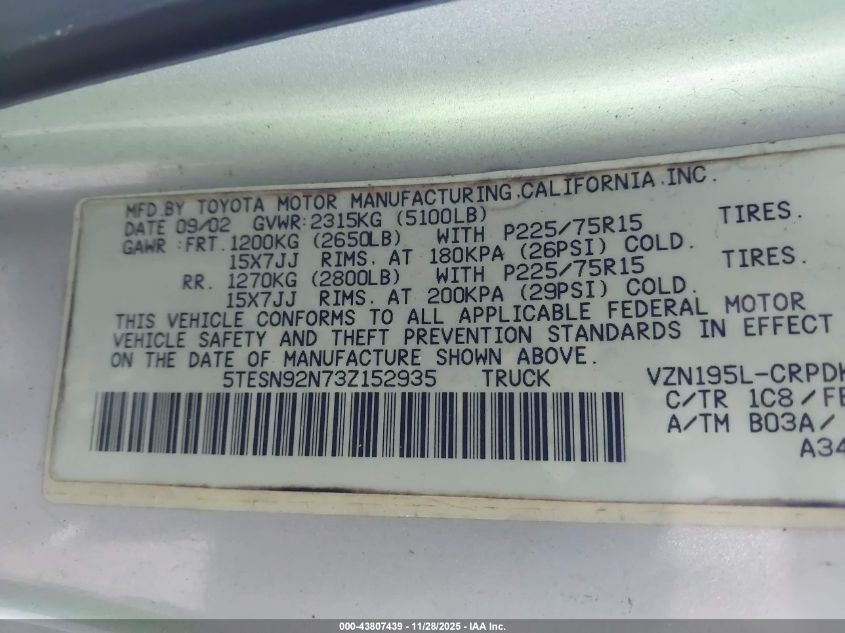 MFD.BY TOYOTA MOTOR MANUFACTURING.CALIFORNIA.INC.
DATE 09/02 GVWR:2315KG (5100LB)
GAWR :FRT.1200KG (2650LB) WITH P225/75R15 TIRES.
15X7JJ RIMS. AT 180KPA (26PSI) COLD.
RR. 1270KG (2800LB) WITH P225/75R15 TIRES.
15X7JJ RIMS. AT 200KPA (29PSI) COLD.
THIS VEHICLE CONFORMS TO ALL APPLICABLE FEDERAL MOTOR
VEHICLE SAFETY AND THEFT PREVENTION STANDARDS IN EFFECT
ON THE DATE OF MANUFACTURE SHOWN ABOVE.
5TESN92N73Z152935 TRUCK VZN195L-CRPDK
C/TR 1C8/FE
A/TM B03A/
A34
000-43807439 - 11/28/2025 - IAA Inc.